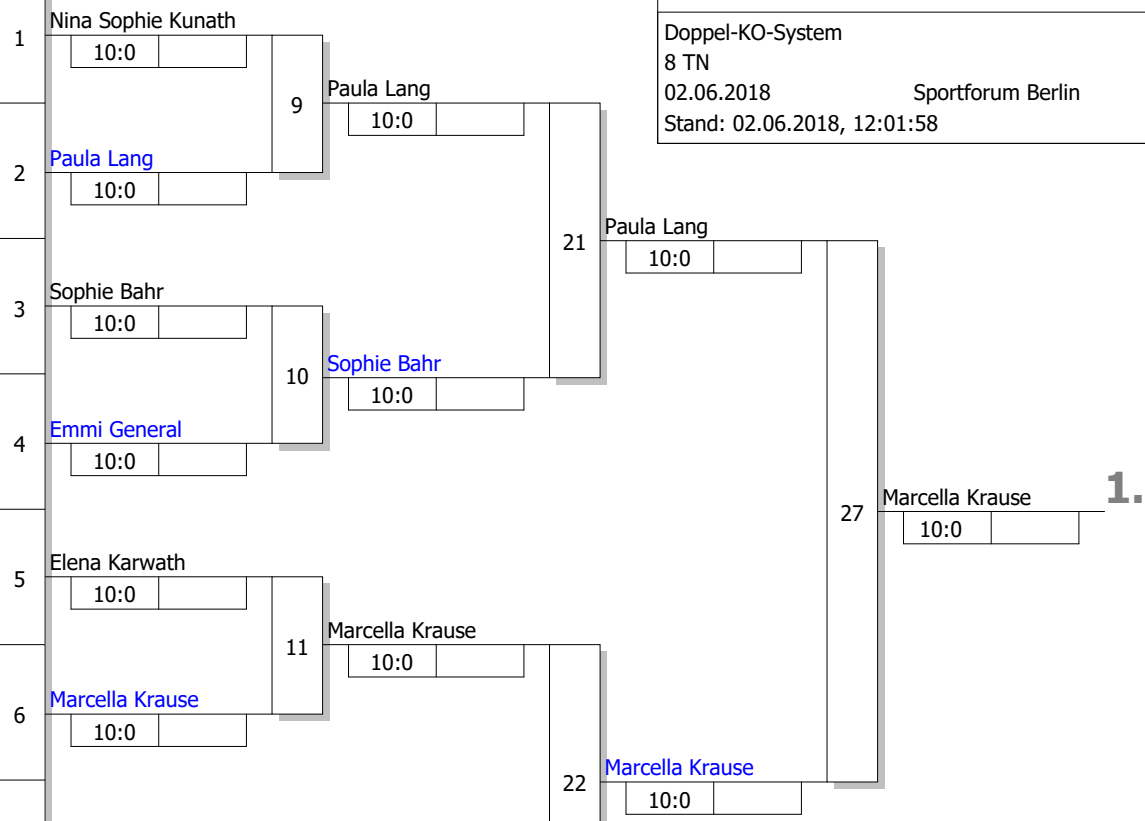 Doppel-KO-System
8 TN
02.06.2018 Sportforum Berlin
Stand: 02.06.2018, 12:01:58
1
Nina Sophie Kunath
10:0
9
Paula Lang
10:0
2
Paula Lang
10:0
21
Paula Lang
10:0
3
Sophie Bahr
10:0
10
Sophie Bahr
10:0
4
Emmi General
10:0
27
Marcella Krause
1.
10:0
5
Elena Karwath
10:0
11
Marcella Krause
10:0
6
Marcella Krause
10:0
22
Marcella Krause
10:0